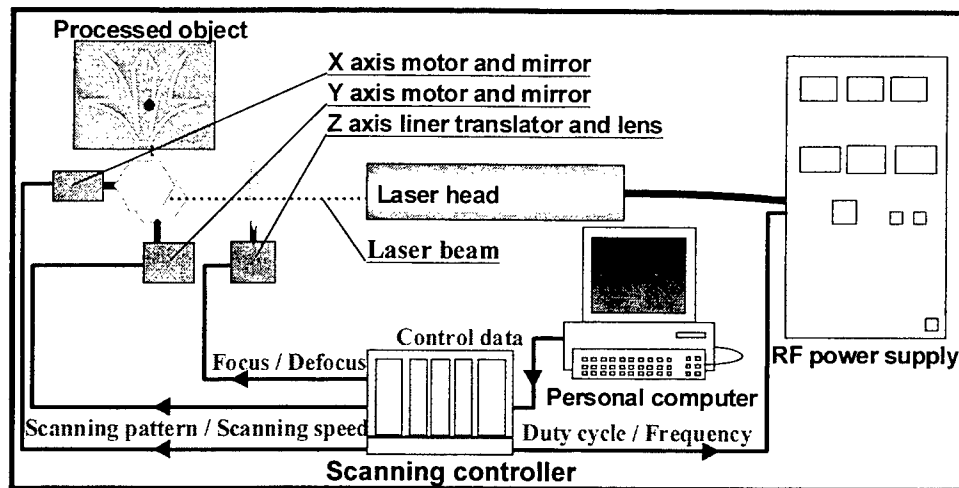 Processed object
X axis motor and mirror
Y axis motor and mirror
Z axis liner translator and lens
Laser head
Laser beam
Control data
RF power supply
Focus / Defocus
Personal computer
Scanning pattern / Scanning speed
Duty cycle / Frequency
Scanning controller